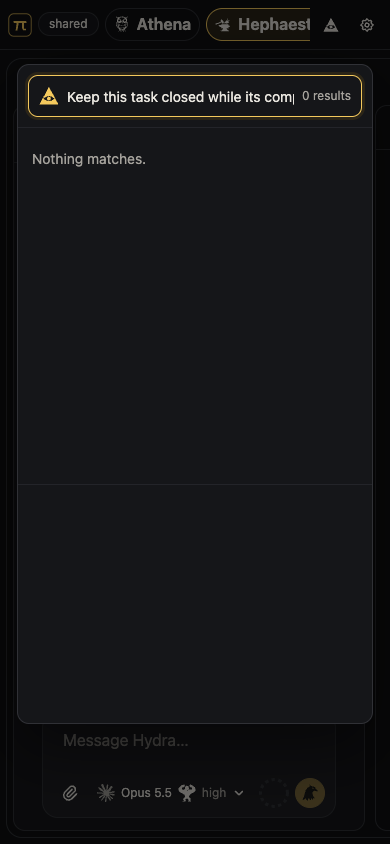 π shared Athena Hephaest
Keep this task closed while its com 0 results
Nothing matches.
Message Hydra...
Opus 5.5 high